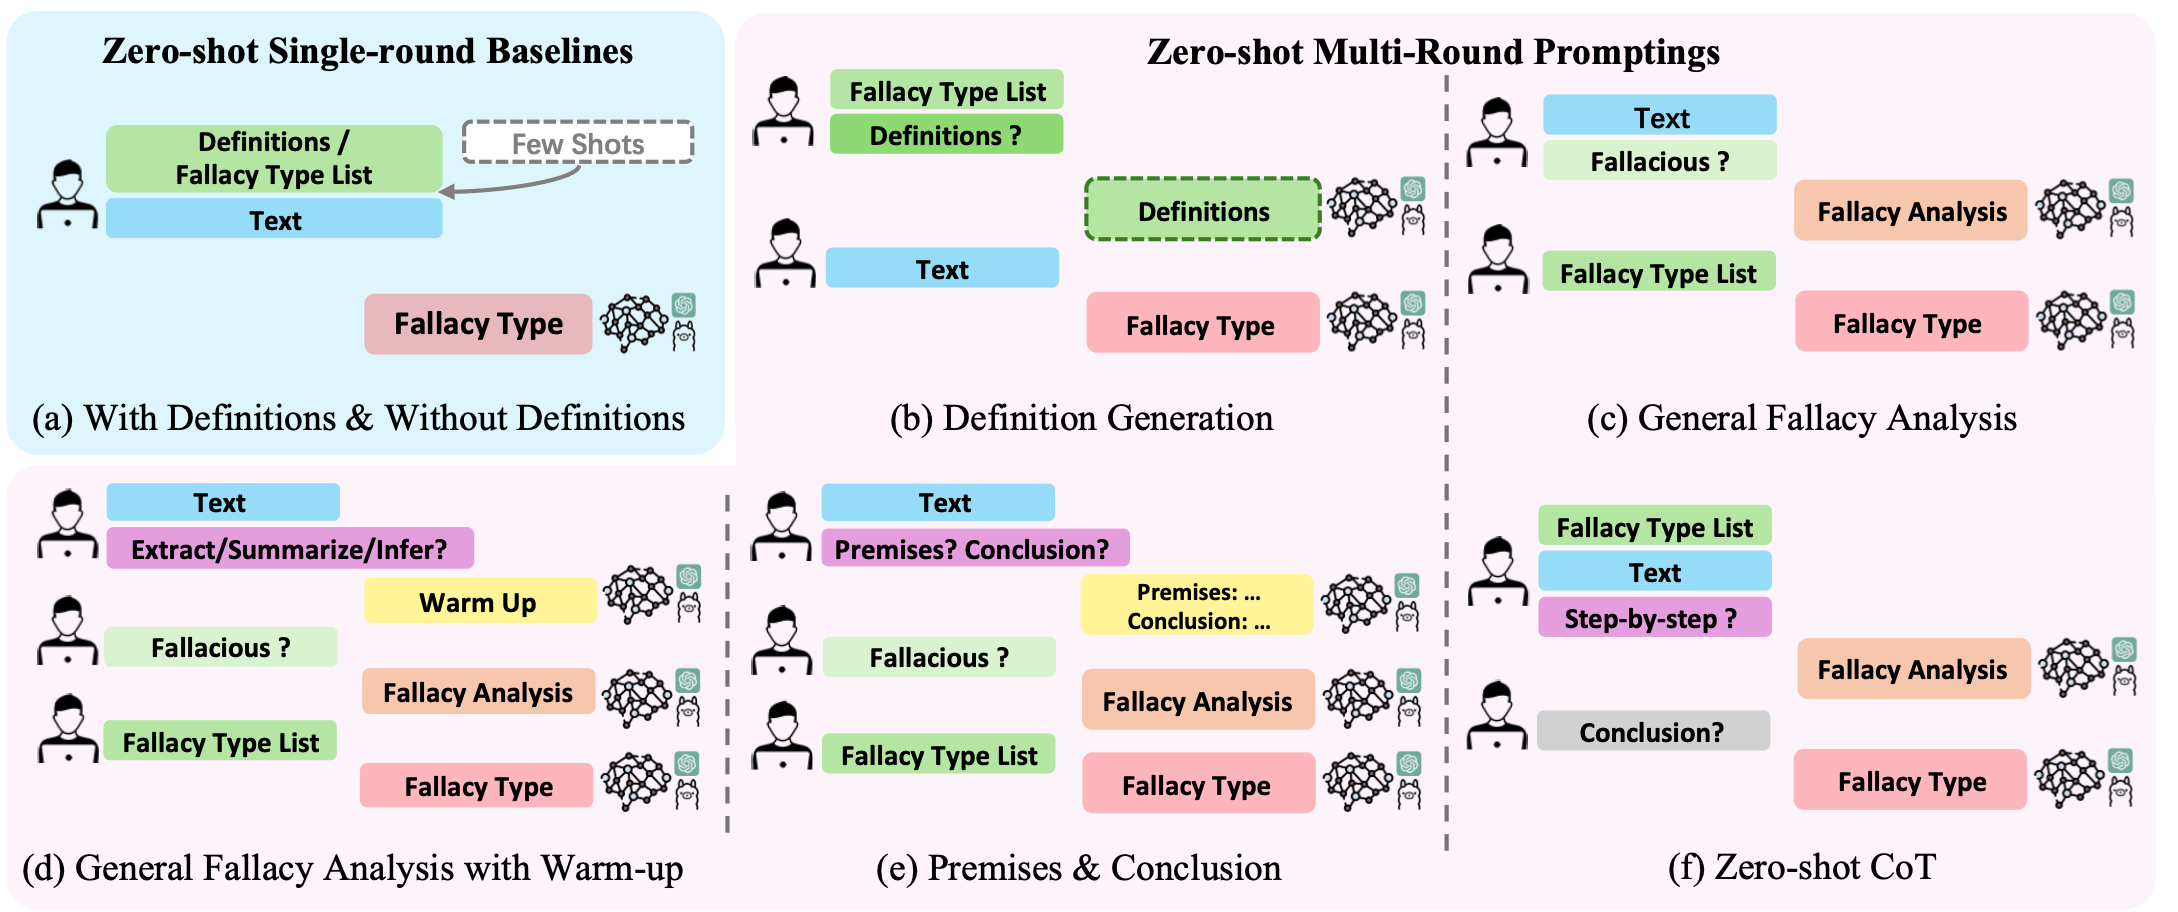 Zero-shot Single-round Baselines
Definitions /
Fallacy Type List
Few Shots
Text
Fallacy Type
(a) With Definitions & Without Definitions
Zero-shot Multi-Round Promptings
Fallacy Type List
Definitions ?
Definitions
Text
Fallacy Type
(b) Definition Generation
Text
Fallacious ?
Fallacy Analysis
Fallacy Type List
Fallacy Type
(c) General Fallacy Analysis
Text
Extract/Summarize/Infer?
Warm Up
Fallacious ?
Fallacy Analysis
Fallacy Type List
Fallacy Type
(d) General Fallacy Analysis with Warm-up
Text
Premises? Conclusion?
Premises: ...
Conclusion: ...
Fallacious ?
Fallacy Analysis
Fallacy Type List
Fallacy Type
(e) Premises & Conclusion
Fallacy Type List
Text
Step-by-step ?
Fallacy Analysis
Conclusion?
Fallacy Type
(f) Zero-shot CoT